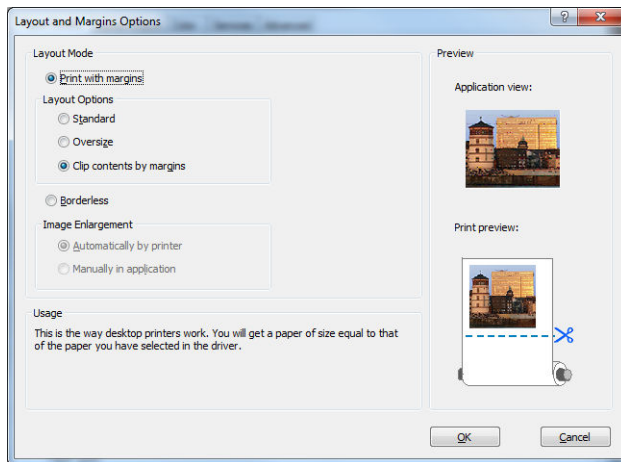 Layout and Margins Options
Layout Mode
Print with margins
Layout Options
Standard
Oversize
Clip contents by margins
Borderless
Image Enlargement
Automatically by printer
Manually in application
Usage
This is the way desktop printers work. You will get a paper of size equal to that
of the paper you have selected in the driver.
Preview
Application view:
Print preview:
OK
Cancel